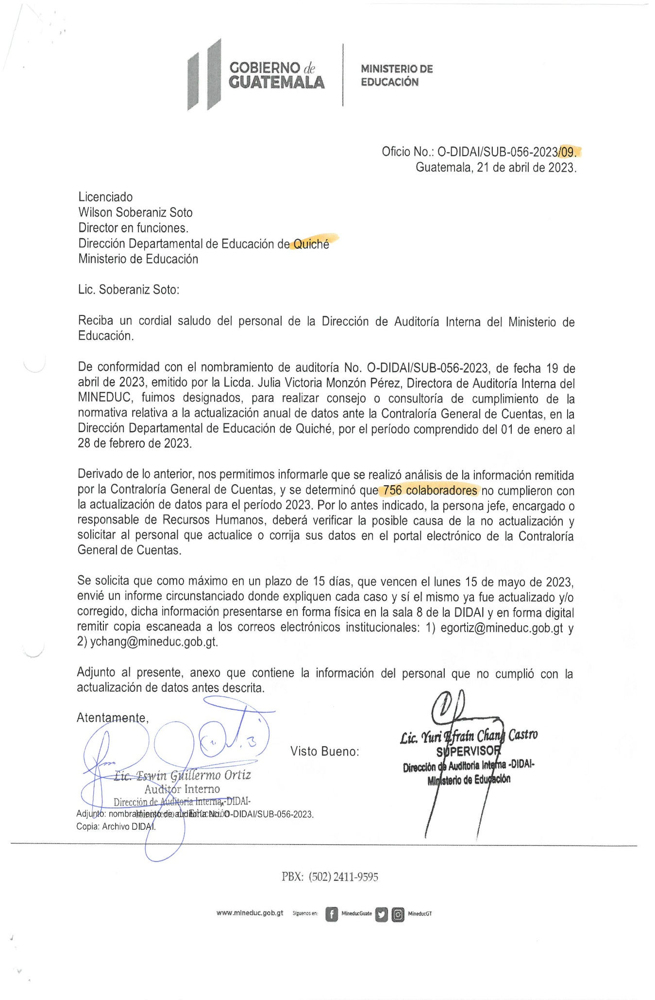 GOBIERNO de
GUATEMALA
MINISTERIO DE
EDUCACIÓN
Oficio No.: O-DIDAI/SUB-056-2023/09.
Guatemala, 21 de abril de 2023.
Licenciado
Wilson Soberaniz Soto
Director en funciones.
Dirección Departamental de Educación de Quiché
Ministerio de Educación
Lic. Soberaniz Soto:
Reciba un cordial saludo del personal de la Dirección de Auditoría Interna del Ministerio de
Educación.
De conformidad con el nombramiento de auditoría No. O-DIDAI/SUB-056-2023, de fecha 19 de
abril de 2023, emitido por la Licda. Julia Victoria Monzón Pérez, Directora de Auditoría Interna del
MINEDUC, fuimos designados, para realizar consejo o consultoría de cumplimiento de la
normativa relativa a la actualización anual de datos ante la Contraloría General de Cuentas, en la
Dirección Departamental de Educación de Quiché, por el período comprendido del 01 de enero al
28 de febrero de 2023.
Derivado de lo anterior, nos permitimos informarle que se realizó análisis de la información remitida
por la Contraloría General de Cuentas, y se determinó que 756 colaboradores no cumplieron con
la actualización de datos para el período 2023. Por lo antes indicado, la persona jefe, encargado o
responsable de Recursos Humanos, deberá verificar la posible causa de la no actualización y
solicitar al personal que actualice o corrija sus datos en el portal electrónico de la Contraloría
General de Cuentas.
Se solicita que como máximo en un plazo de 15 días, que vencen el lunes 15 de mayo de 2023,
envié un informe circunstanciado donde expliquen cada caso y sí el mismo ya fue actualizado y/o
corregido, dicha información presentarse en forma física en la sala 8 de la DIDAI y en forma digital
remitir copia escaneada a los correos electrónicos institucionales: 1) egortiz@mineduc.gob.gt y
2) ychang@mineduc.gob.gt.
Adjunto al presente, anexo que contiene la información del personal que no cumplió con la
actualización de datos antes descrita.
Atentamente,
Lic. Eswin Guillermo Ortiz
Auditor Interno
Dirección de Auditoría Interna -DIDAI-
Ministerio de Educación
Visto Bueno:
Lic. Yuri Efraín Chang Castro
SUPERVISOR
Dirección de Auditoria Interna -DIDAI-
Ministerio de Educación
Adjunto: nombramiento de auditoría No. O-DIDAI/SUB-056-2023.
Copia: Archivo DIDAI.
PBX: (502) 2411-9595
www.mineduc.gob.gt Síguenos en: MineducGuate MineducGT